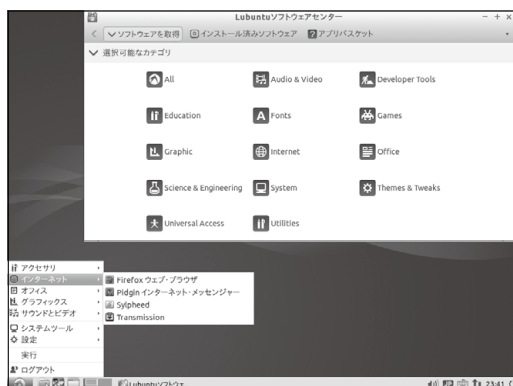 Lubuntuソフトウェアセンター
ソフトウェアを取得 インストール済みソフトウェア アプリバスケット
選択可能なカテゴリ
All Audio & Video Developer Tools
Education Fonts Games
Graphic Internet Office
Science & Engineering System Themes & Tweaks
Universal Access Utilities
アクセサリ
インターネット
オフィス
グラフィックス
サウンドとビデオ
システムツール
設定
実行
ログアウト
Firefox ウェブ・ブラウザ
Pidgin インターネット・メッセンジャー
Sylpheed
Transmission
Lubuntuソフトウェ
23:41